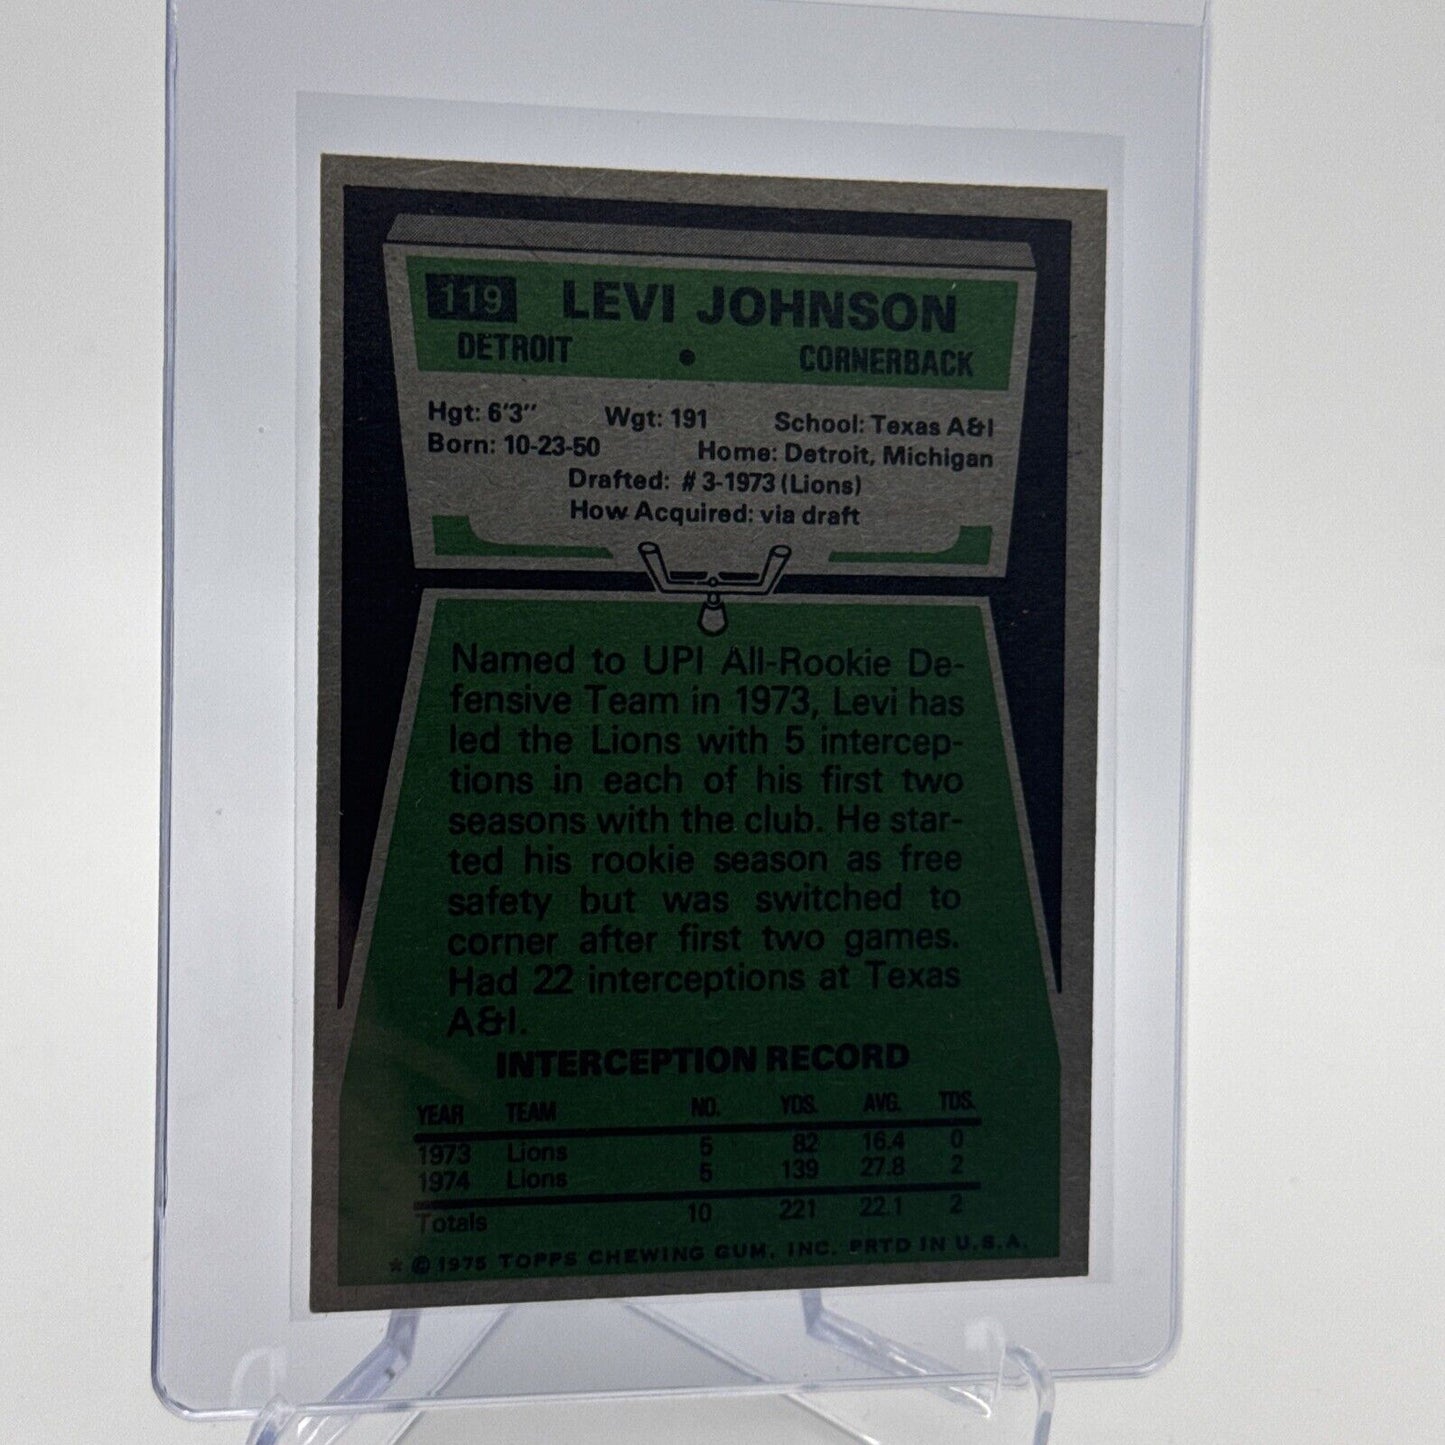 119 LEVI JOHNSON
DETROIT • CORNERBACK
Hgt: 6'3" Wgt: 191 School: Texas A&I
Born: 10-23-50 Home: Detroit, Michigan
Drafted: #3-1973 (Lions)
How Acquired: via draft
Named to UPI All-Rookie De-
fensive Team in 1973, Levi has
led the Lions with 5 intercep-
tions in each of his first two
seasons with the club. He star-
ted his rookie season as free
safety but was switched to
corner after first two games.
Had 22 interceptions at Texas
A&I.
INTERCEPTION RECORD
YEAR TEAM NO. YDS. AVG. TDS.
1973 Lions 5 82 16.4 0
1974 Lions 5 139 27.8 2
Totals 10 221 22.1 2
* © 1975 TOPPS CHEWING GUM, INC. PRTD IN U.S.A.